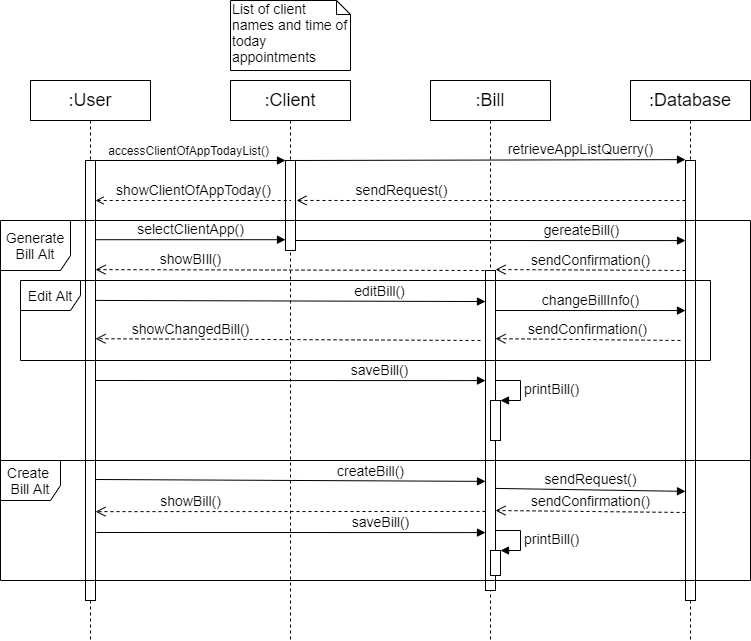 List of client
names and time of
today
appointments
:User
:Client
:Bill
:Database
accessClientOfAppTodayList()
retrieveAppListQuerry()
showClientOfAppToday()
sendRequest()
Generate
Bill Alt
selectClientApp()
gereateBill()
showBIll()
sendConfirmation()
Edit Alt
editBill()
changeBillInfo()
showChangedBill()
sendConfirmation()
saveBill()
printBill()
Create
Bill Alt
createBill()
sendRequest()
showBill()
sendConfirmation()
saveBill()
printBill()